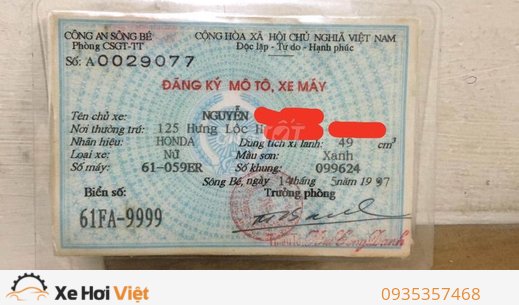 CÔNG AN SÔNG BÉ
Phòng CSGT-TT
Số: A 0029077
CỘNG HÒA XÃ HỘI CHỦ NGHĨA VIỆT NAM
Độc lập - Tự do - Hạnh phúc
ĐĂNG KÝ MÔ TÔ, XE MÁY
Tên chủ xe: NGUYỄN
Nơi thường trú: 125 Hưng Lôc
Nhãn hiệu: HONDA Dung tích xi lanh: 49 cm³
Loại xe: Nữ Màu sơn: Xanh
Số máy: 61-059ER Số khung: 099624
Sông Bé, ngày 14 tháng 5 năm 1997
Biển số: Trưởng phòng
61FA-9999
Xe Hơi Việt 0935357468